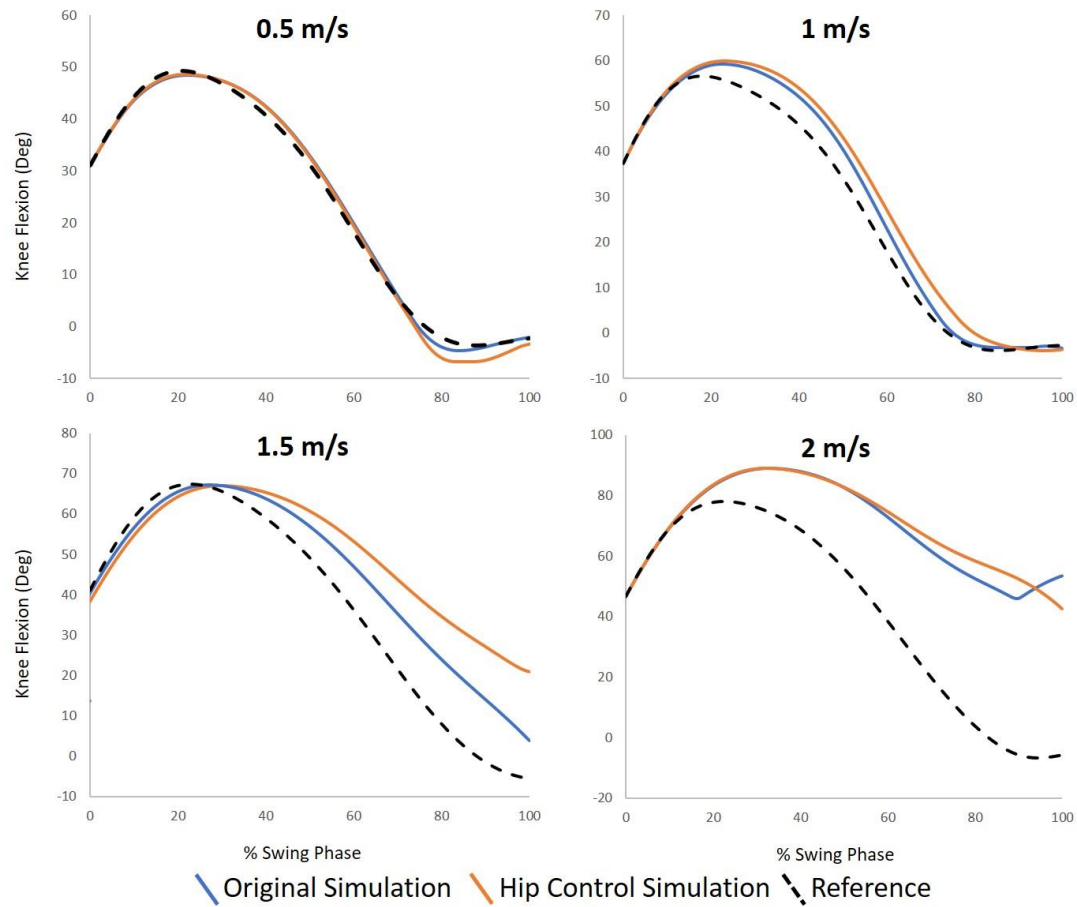 0.5 m/s
60
50
40
30
20
10
0
-10
0 20 40 60 80 100
Knee Flexion (Deg)
1 m/s
70
60
50
40
30
20
10
0
-10
0 20 40 60 80 100
1.5 m/s
80
70
60
50
40
30
20
10
0
-10
0 20 40 60 80 100
Knee Flexion (Deg)
% Swing Phase
2 m/s
100
80
60
40
20
0
-20
0 20 40 60 80 100
% Swing Phase
Original Simulation Hip Control Simulation Reference